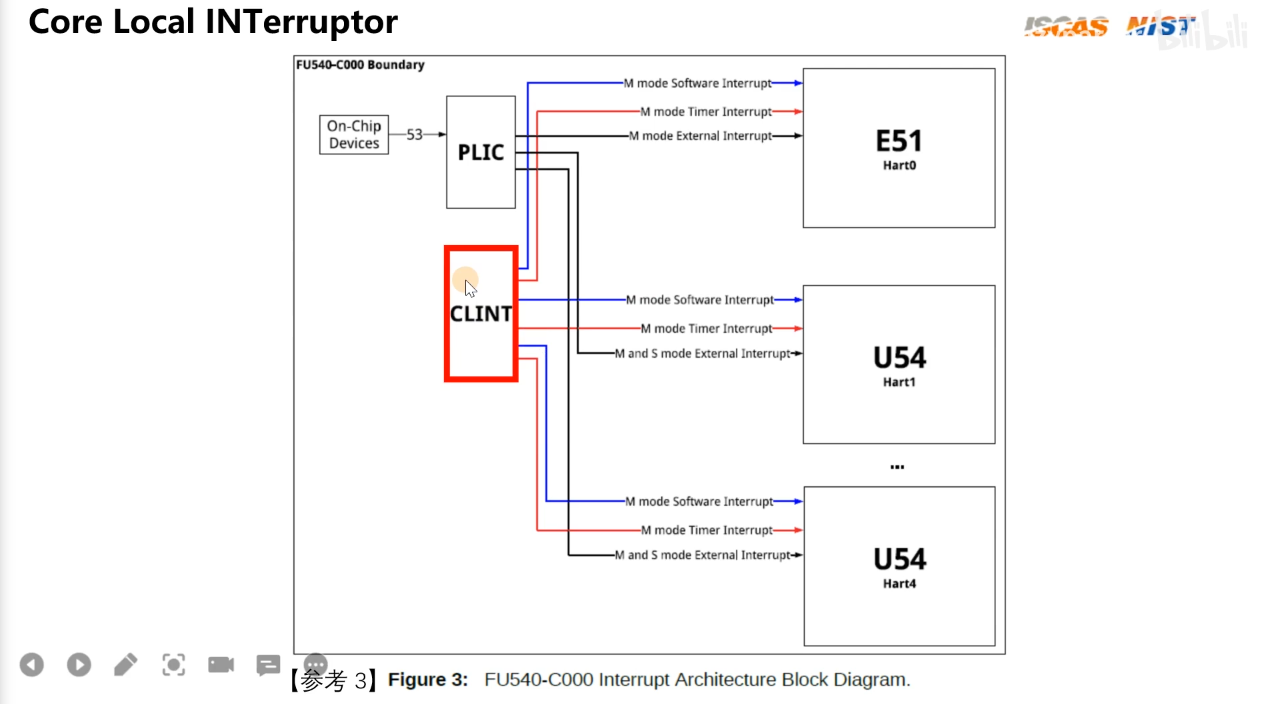 Core Local INTerruptor
ISCAS NIST
bilibili
FU540-C000 Boundary
On-Chip
Devices
53
PLIC
M mode Software Interrupt
M mode Timer Interrupt
M mode External Interrupt
E51
Hart0
CLINT
M mode Software Interrupt
M mode Timer Interrupt
M and S mode External Interrupt
U54
Hart1
...
M mode Software Interrupt
M mode Timer Interrupt
M and S mode External Interrupt
U54
Hart4
【参考 3】 Figure 3: FU540-C000 Interrupt Architecture Block Diagram.